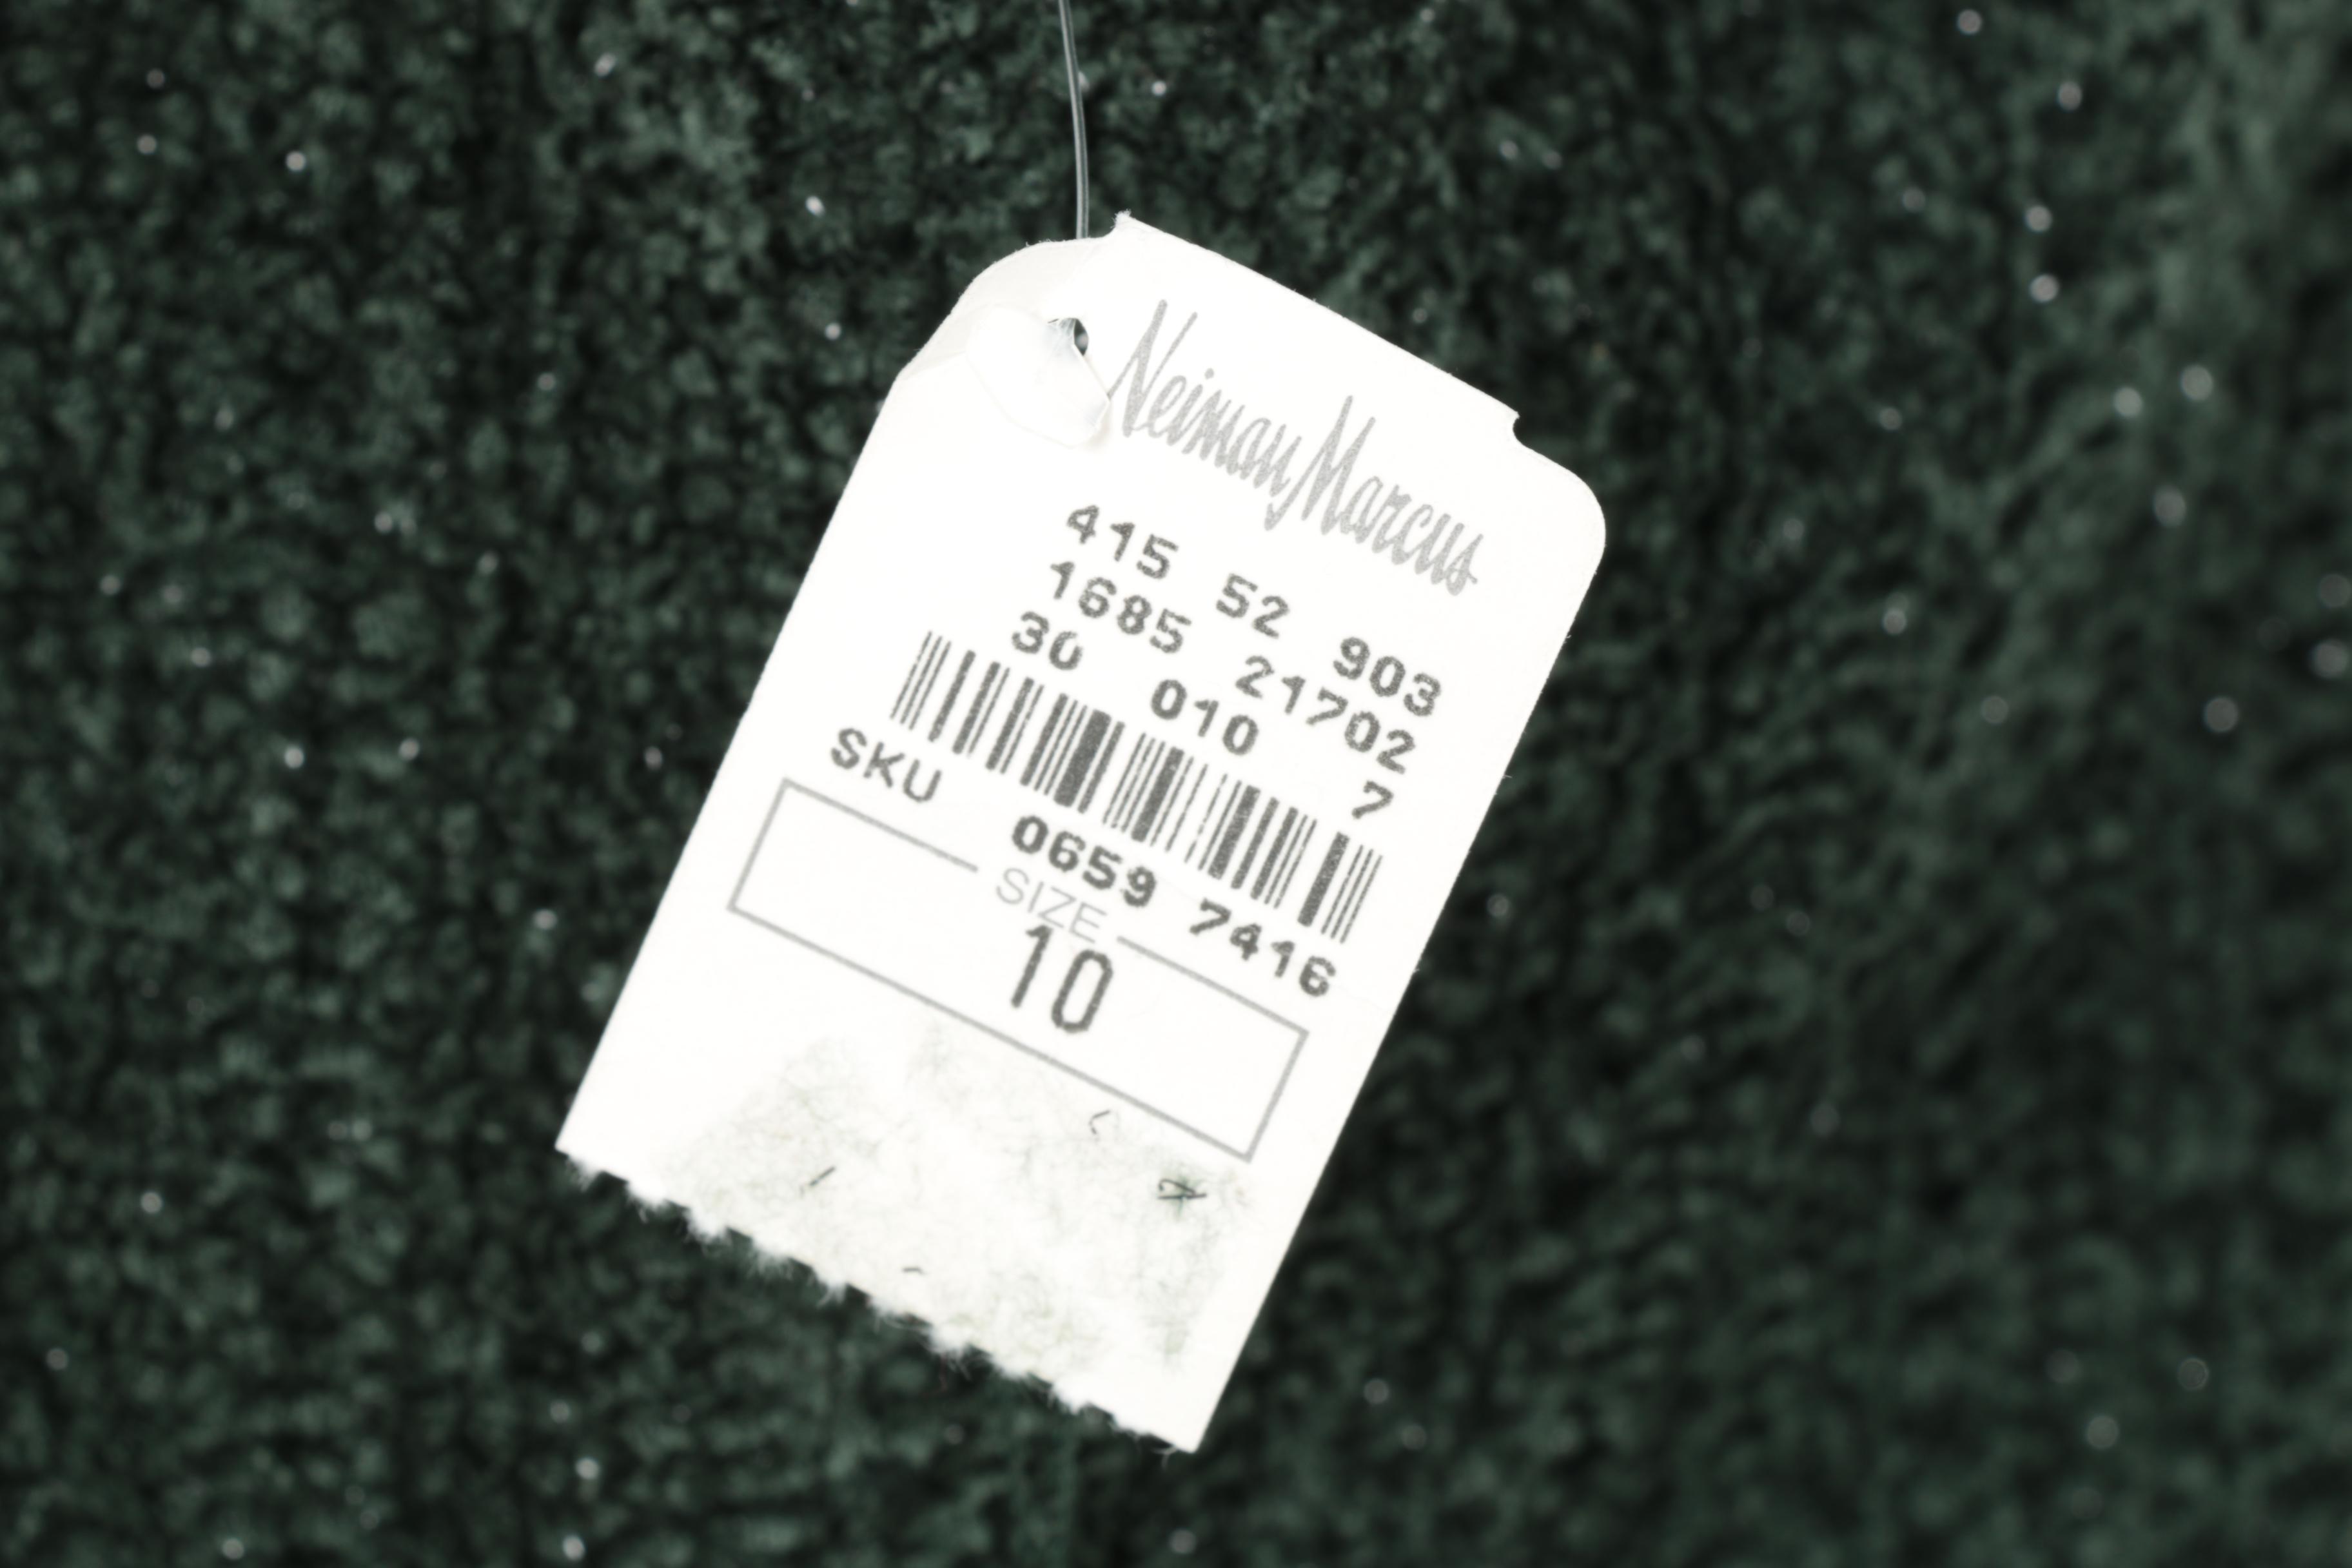 Neiman Marcus
415 52 903
1685 21702
30 010 7
SKU 0659 7416
SIZE
10